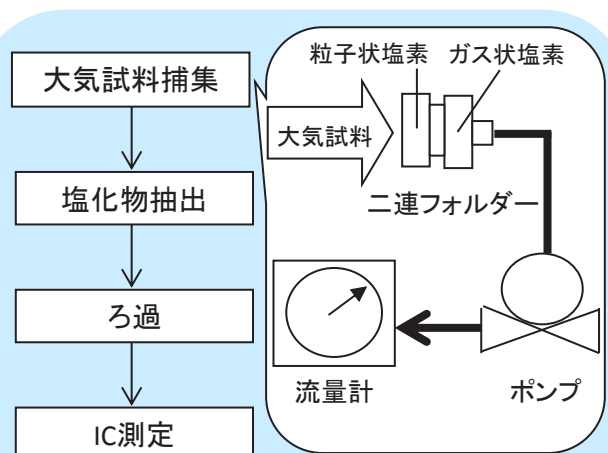 大気試料捕集
塩化物抽出
ろ過
IC測定
粒子状塩素
ガス状塩素
大気試料
二連フォルダー
流量計
ポンプ